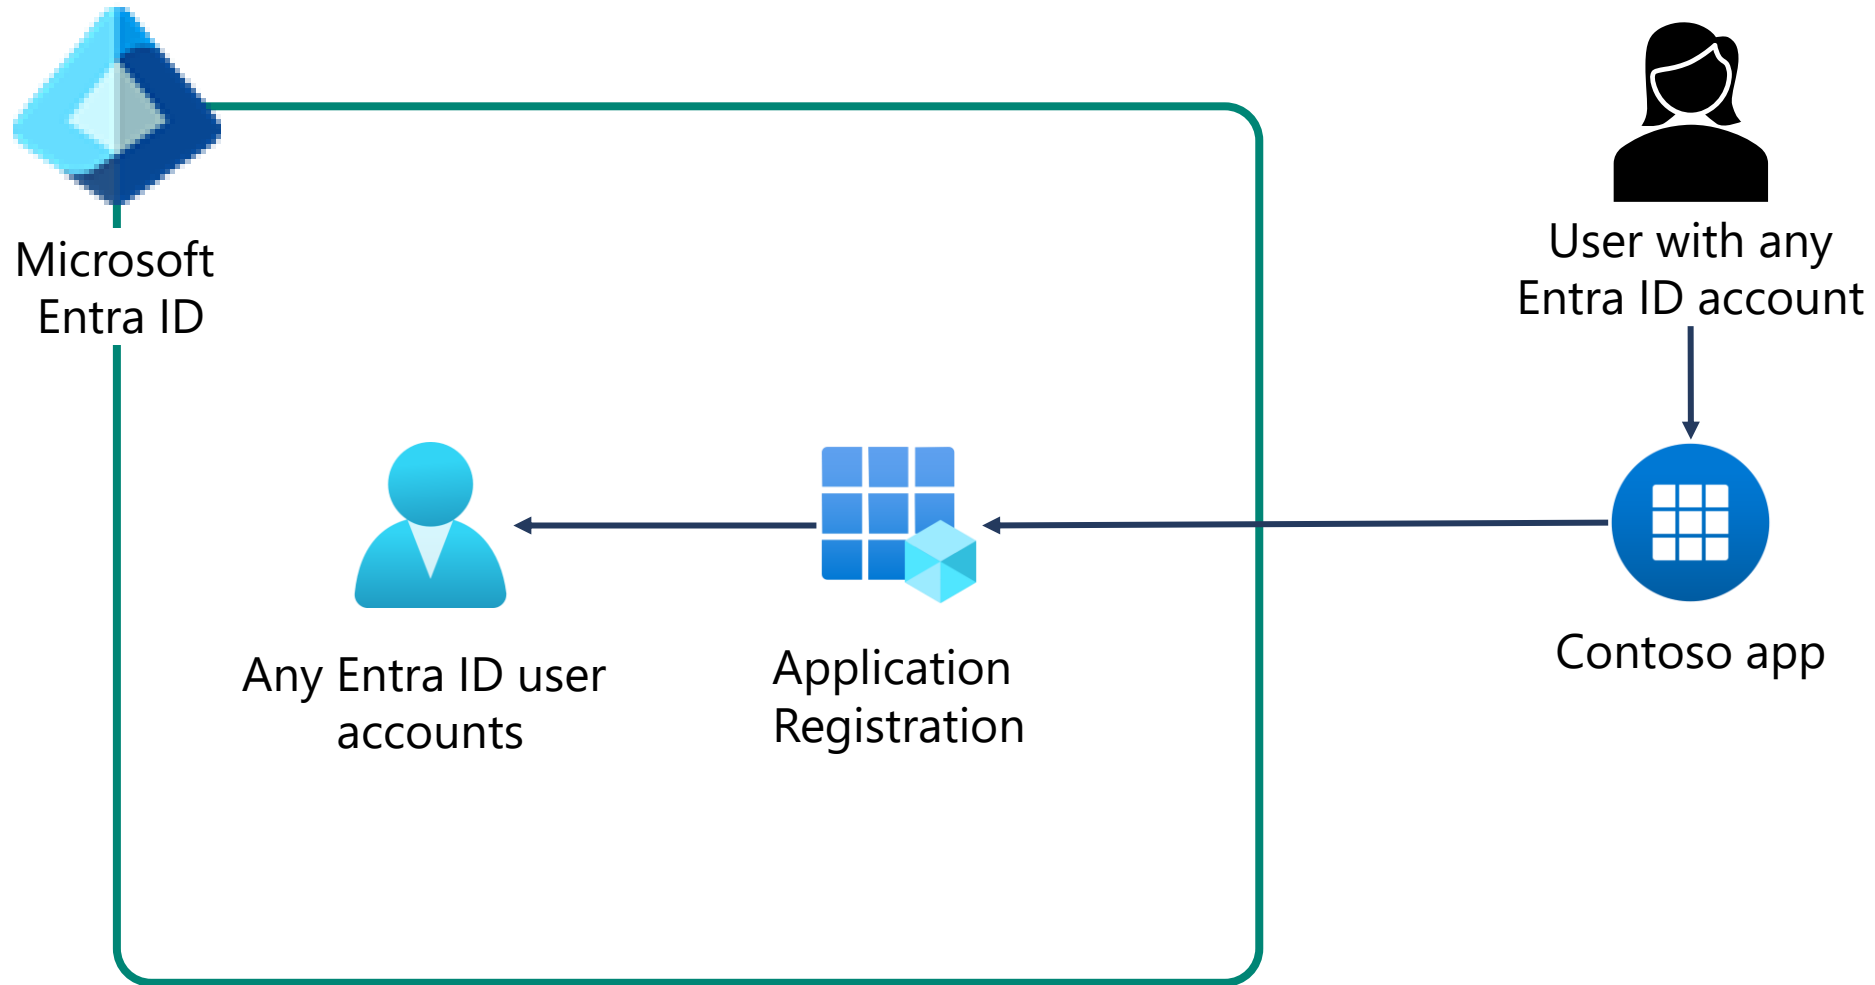 Microsoft
Entra ID
User with any
Entra ID account
Any Entra ID user
accounts
Application
Registration
Contoso app